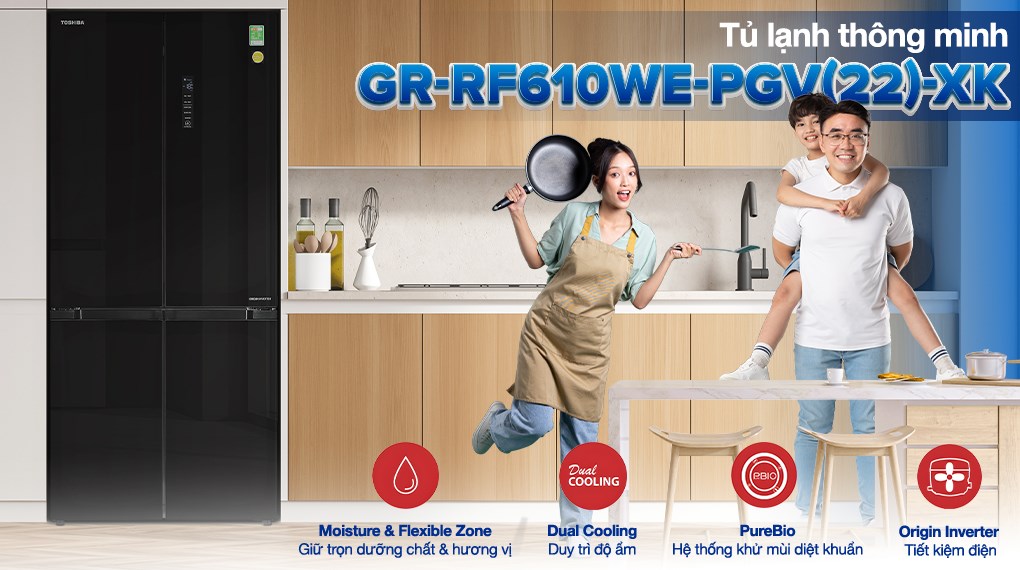 TOSHIBA
Tủ lạnh thông minh
GR-RF610WE-PGV(22)-XK
Dual
COOLING
PBIO
Moisture & Flexible Zone
Giữ trọn dưỡng chất & hương vị
Dual Cooling
Duy trì độ ẩm
PureBio
Hệ thống khử mùi diệt khuẩn
Origin Inverter
Tiết kiệm điện